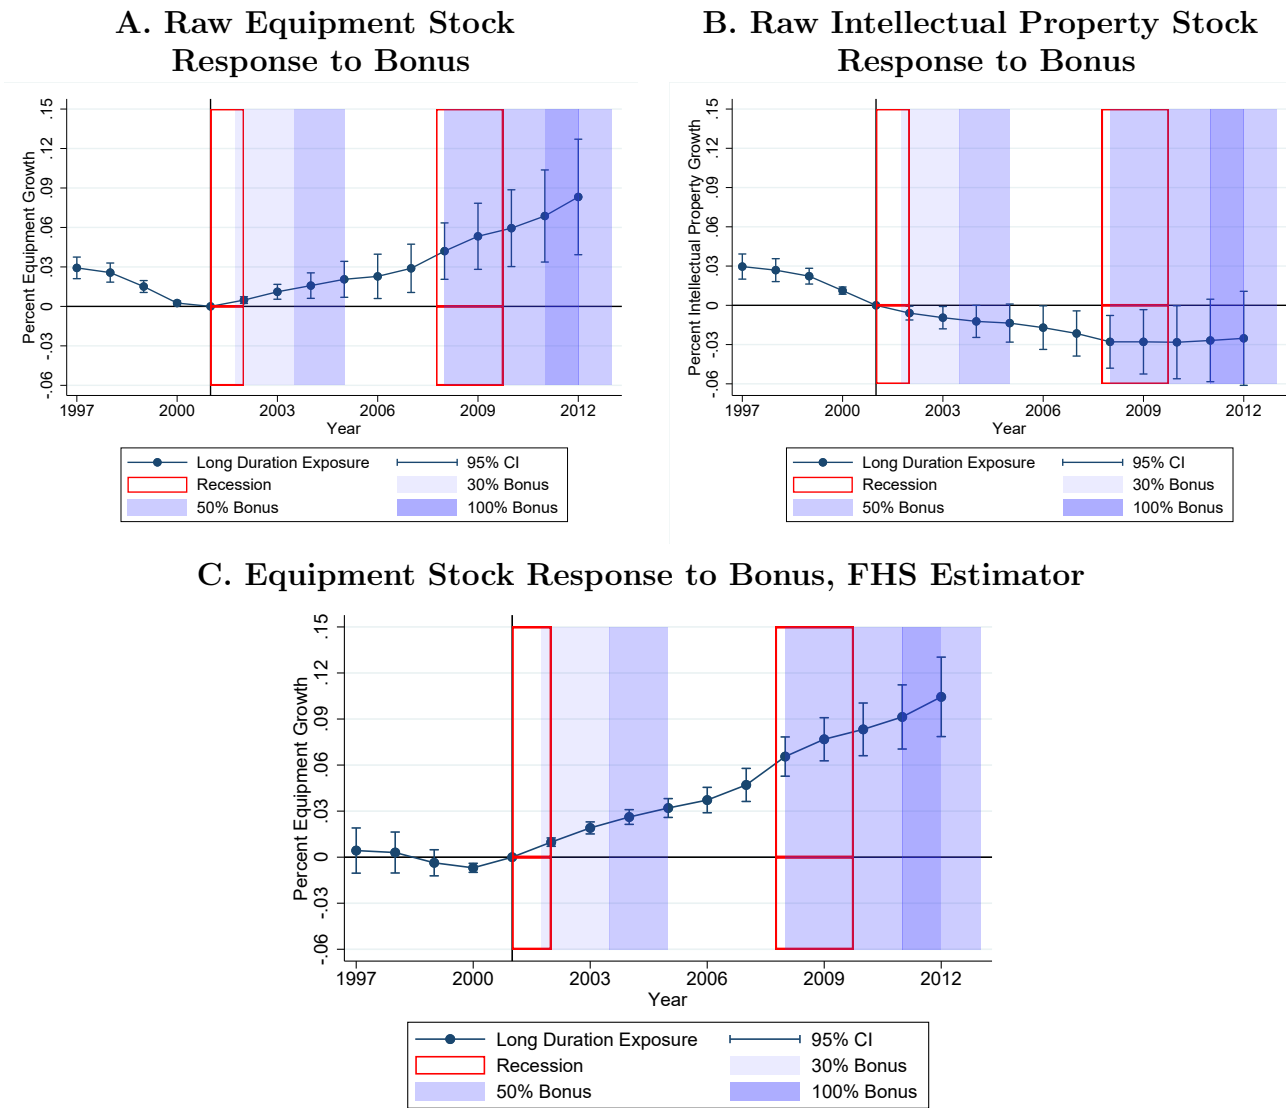 A. Raw Equipment Stock
Response to Bonus
Percent Equipment Growth
.15
.12
.09
.06
.03
0
-.03
-.06
1997 2000 2003 2006 2009 2012
Year
Long Duration Exposure 95% CI
Recession 30% Bonus
50% Bonus 100% Bonus
B. Raw Intellectual Property Stock
Response to Bonus
Percent Intellectual Property Growth
.15
.12
.09
.06
.03
0
-.03
-.06
1997 2000 2003 2006 2009 2012
Year
Long Duration Exposure 95% CI
Recession 30% Bonus
50% Bonus 100% Bonus
C. Equipment Stock Response to Bonus, FHS Estimator
Percent Equipment Growth
.15
.12
.09
.06
.03
0
-.03
-.06
1997 2000 2003 2006 2009 2012
Year
Long Duration Exposure 95% CI
Recession 30% Bonus
50% Bonus 100% Bonus